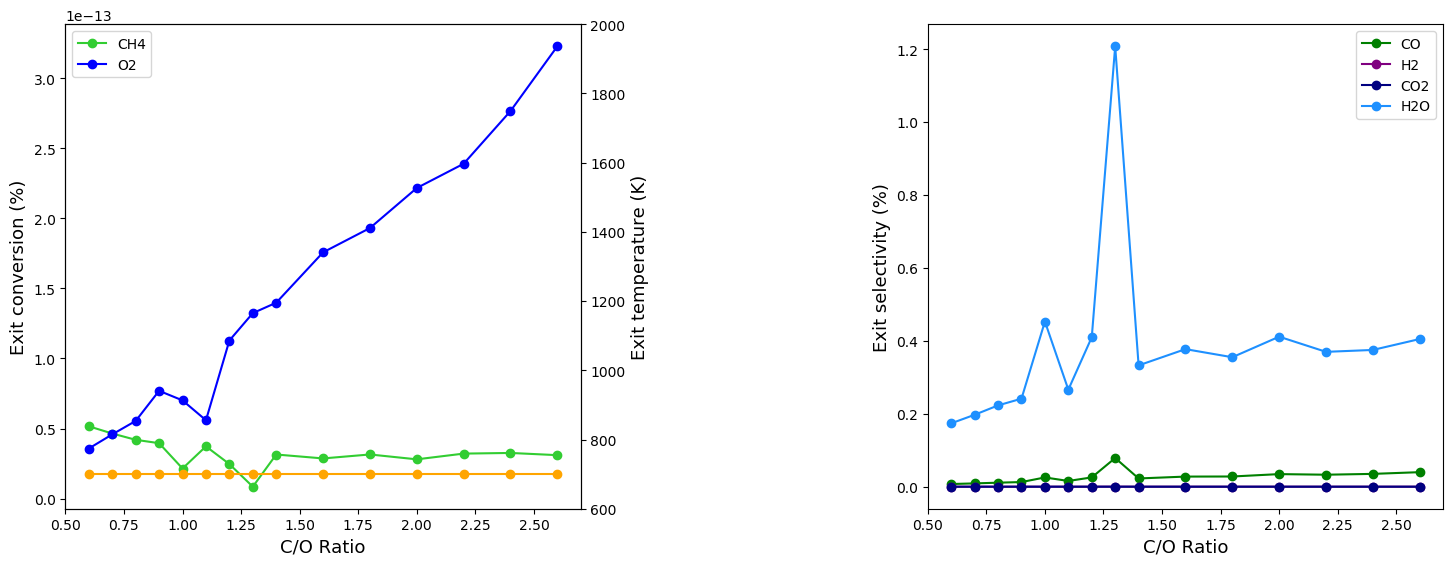 1e−13
CH4
O2
3.0
2.5
2.0
1.5
1.0
0.5
0.0
Exit conversion (%)
0.50 0.75 1.00 1.25 1.50 1.75 2.00 2.25 2.50
C/O Ratio
2000
1800
1600
1400
1200
1000
800
600
Exit temperature (K)
CO
H2
CO2
H2O
1.2
1.0
0.8
0.6
0.4
0.2
0.0
Exit selectivity (%)
0.50 0.75 1.00 1.25 1.50 1.75 2.00 2.25 2.50
C/O Ratio